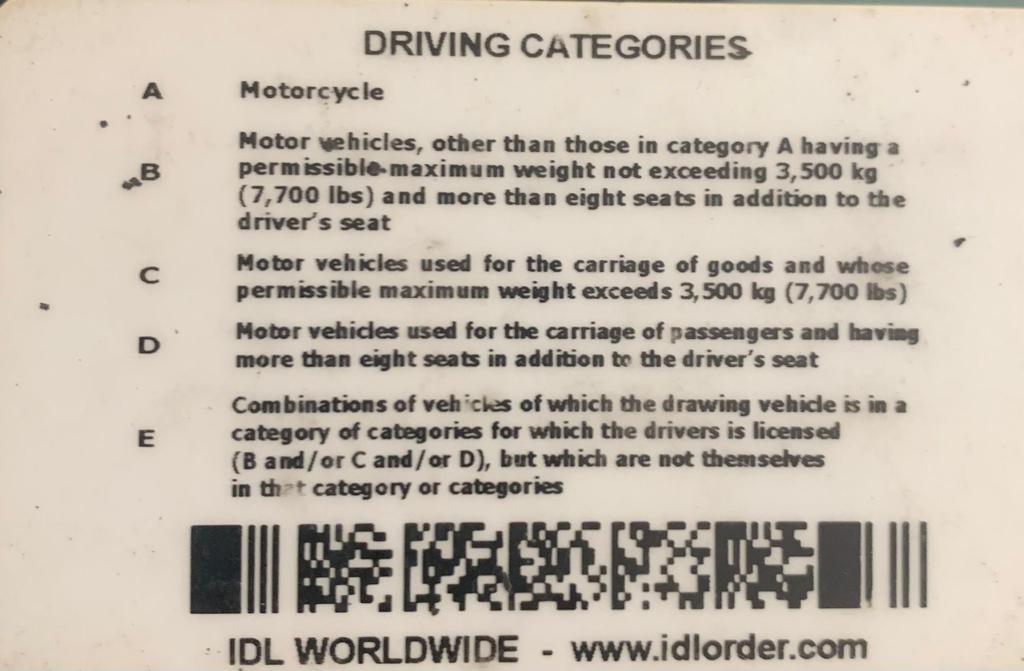 DRIVING CATEGORIES
A Motorcycle
Motor vehicles, other than those in category A having a
B permissible maximum weight not exceeding 3,500 kg
(7,700 lbs) and more than eight seats in addition to the
driver's seat
C Motor vehicles used for the carriage of goods and whose
permissible maximum weight exceeds 3,500 kg (7,700 lbs)
D Motor vehicles used for the carriage of passengers and having
more than eight seats in addition to the driver's seat
Combinations of vehicles of which the drawing vehicle is in a
E category of categories for which the drivers is licensed
(B and/or C and/or D), but which are not themselves
in that category or categories
IDL WORLDWIDE - www.idlorder.com